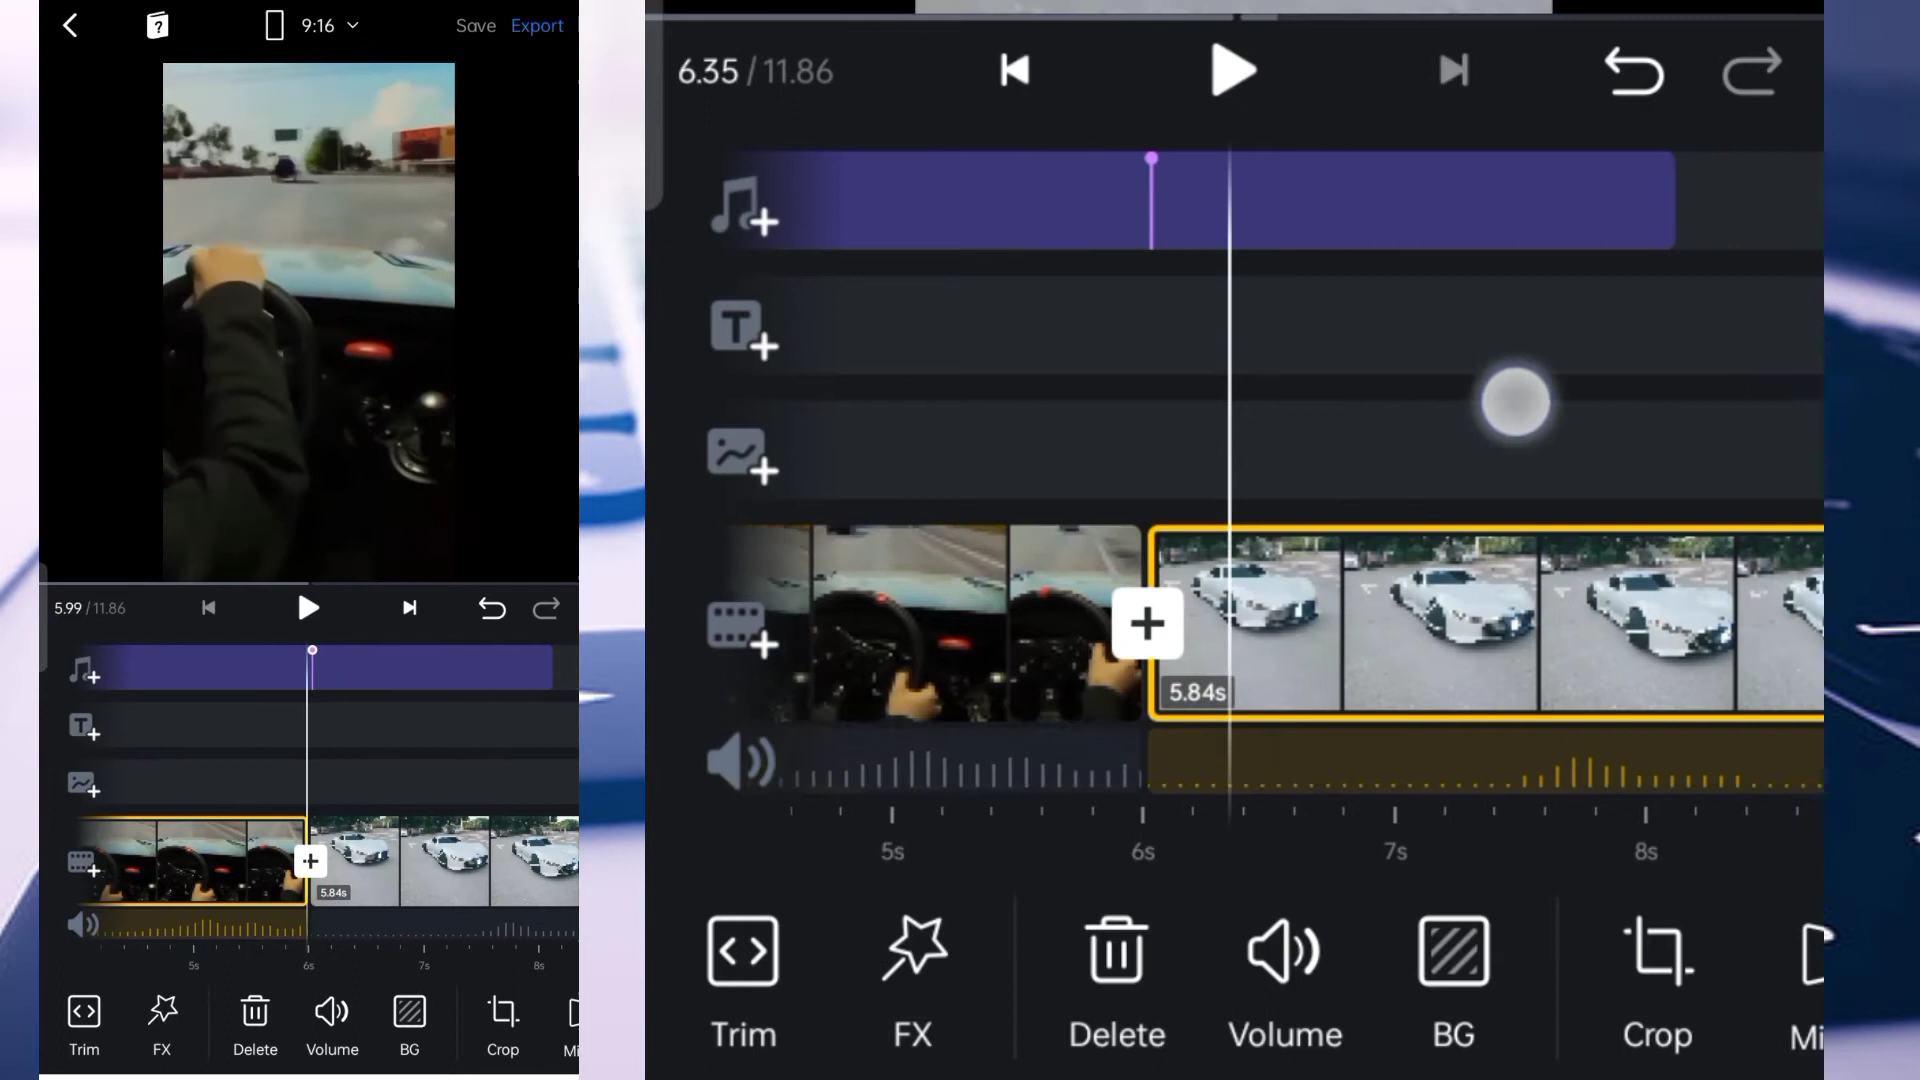 9:16
Save
Export
5.99 / 11.86
5.84s
5s
6s
7s
8s
Trim
FX
Delete
Volume
BG
Crop
Mi
6.35 / 11.86
5.84s
5s
6s
7s
8s
Trim
FX
Delete
Volume
BG
Crop
Mi